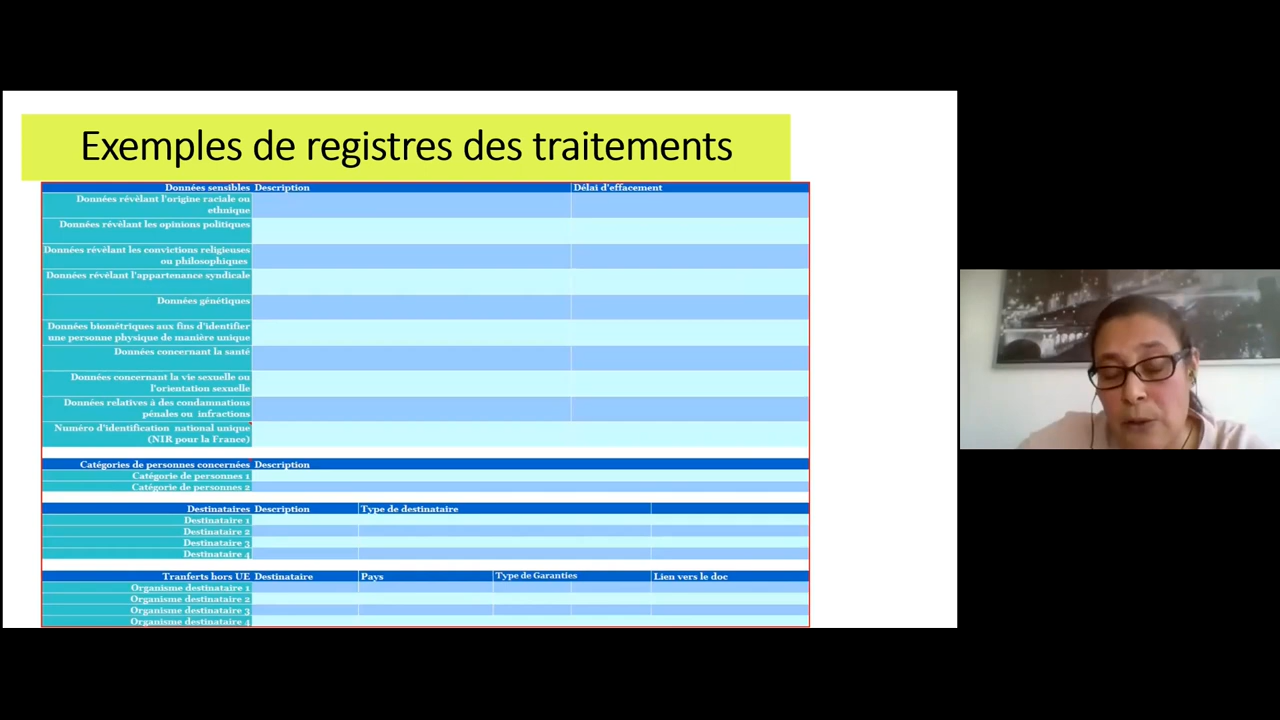 Exemples de registres des traitements
Données sensibles Description Délai d'effacement
Données révèlant l'origine raciale ou
ethnique
Données révèlant les opinions politiques
Données révèlant les convictions religieuses
ou philosophiques
Données révèlant l'appartenance syndicale
Données génétiques
Données biométriques aux fins d'identifier
une personne physique de manière unique
Données concernant la santé
Données concernant la vie sexuelle ou
l'orientation sexuelle
Données relatives à des condamnations
pénales ou infractions
Numéro d'identification national unique
(NIR pour la France)
Catégories de personnes concernées Description
Catégorie de personnes 1
Catégorie de personnes 2
Destinataires Description Type de destinataire
Destinataire 1
Destinataire 2
Destinataire 3
Destinataire 4
Tranferts hors UE Destinataire Pays Type de Garanties Lien vers le doc
Organisme destinataire 1
Organisme destinataire 2
Organisme destinataire 3
Organisme destinataire 4